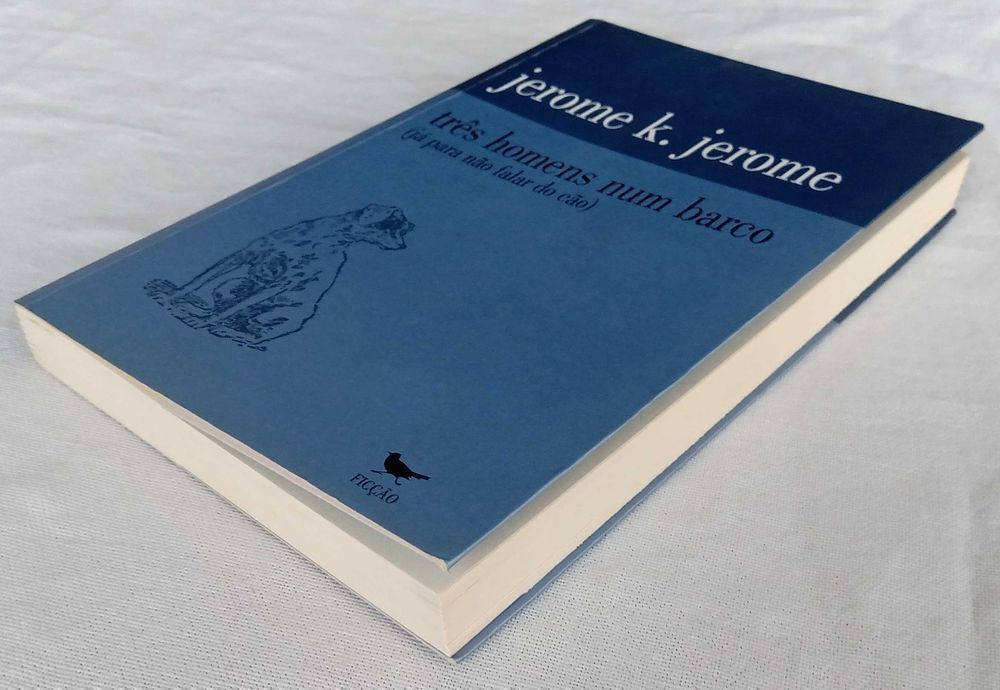 jerome k. jerome
três homens num barco
(já para não falar do cão)
FICÇÃO